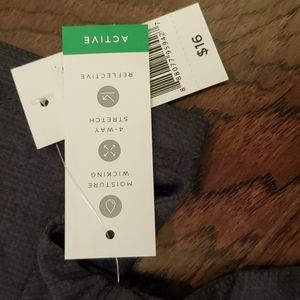 ACTIVE
REFLECTIVE
4-WAY
STRETCH
MOISTURE
WICKING
$16